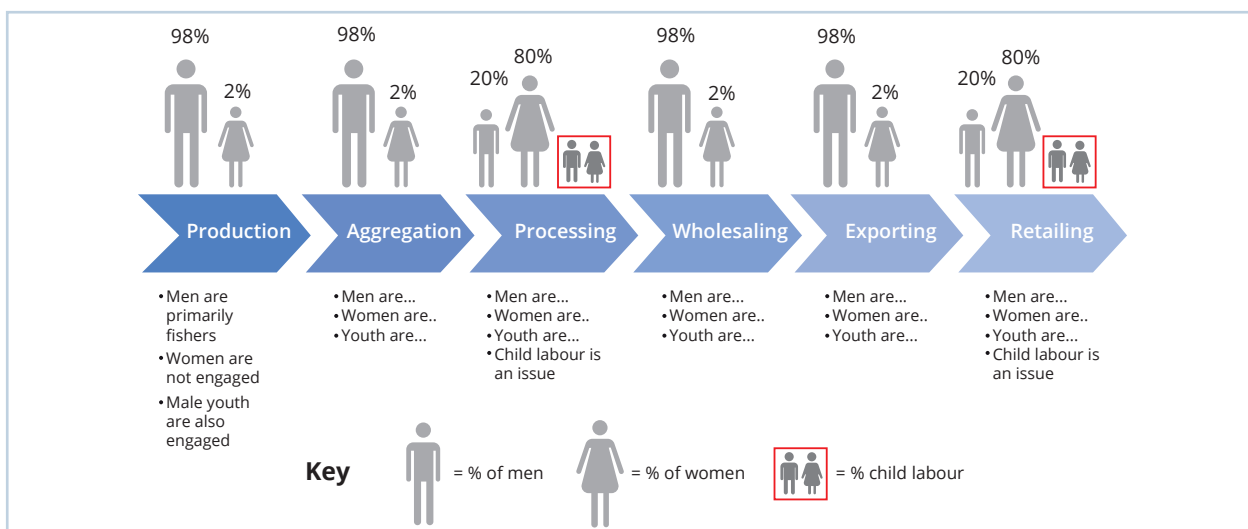 98%
2%
98%
2%
20%
80%
98%
2%
98%
2%
20%
80%
Production
Aggregation
Processing
Wholesaling
Exporting
Retailing
• Men are
primarily
fishers
• Women are
not engaged
• Male youth
are also
engaged
• Men are...
• Women are..
• Youth are...
• Men are...
• Women are..
• Youth are...
• Child labour is
an issue
• Men are...
• Women are..
• Youth are...
• Men are...
• Women are..
• Youth are...
• Men are...
• Women are..
• Youth are...
• Child labour is
an issue
Key
= % of men
= % of women
= % child labour